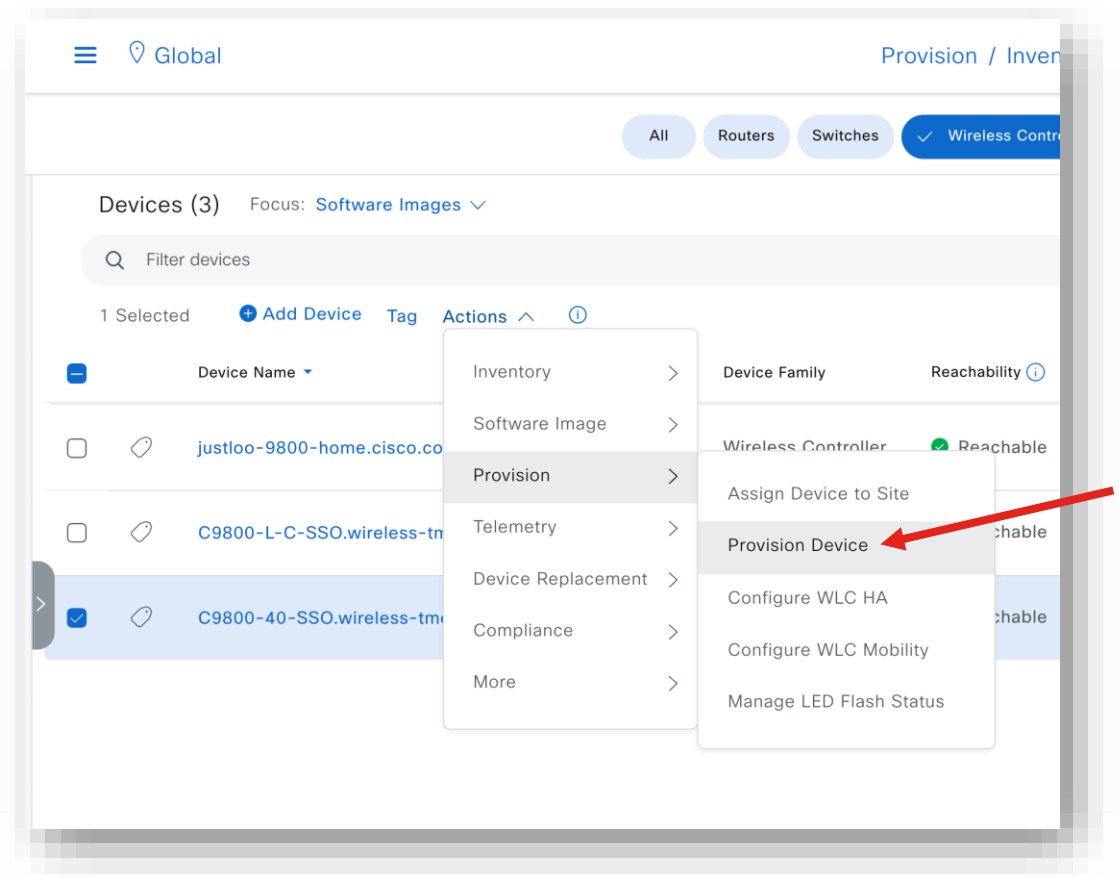 Global
Provision / Inven
All
Routers
Switches
Wireless Contro
Devices (3)
Focus: Software Images
Filter devices
1 Selected
Add Device
Tag
Actions
Device Name
Device Family
Reachability
Inventory
Software Image
Provision
Telemetry
Device Replacement
Compliance
More
justloo-9800-home.cisco.co
Wireless Controller
Reachable
C9800-L-C-SSO.wireless-tm
chable
C9800-40-SSO.wireless-tme
chable
Assign Device to Site
Provision Device
Configure WLC HA
Configure WLC Mobility
Manage LED Flash Status